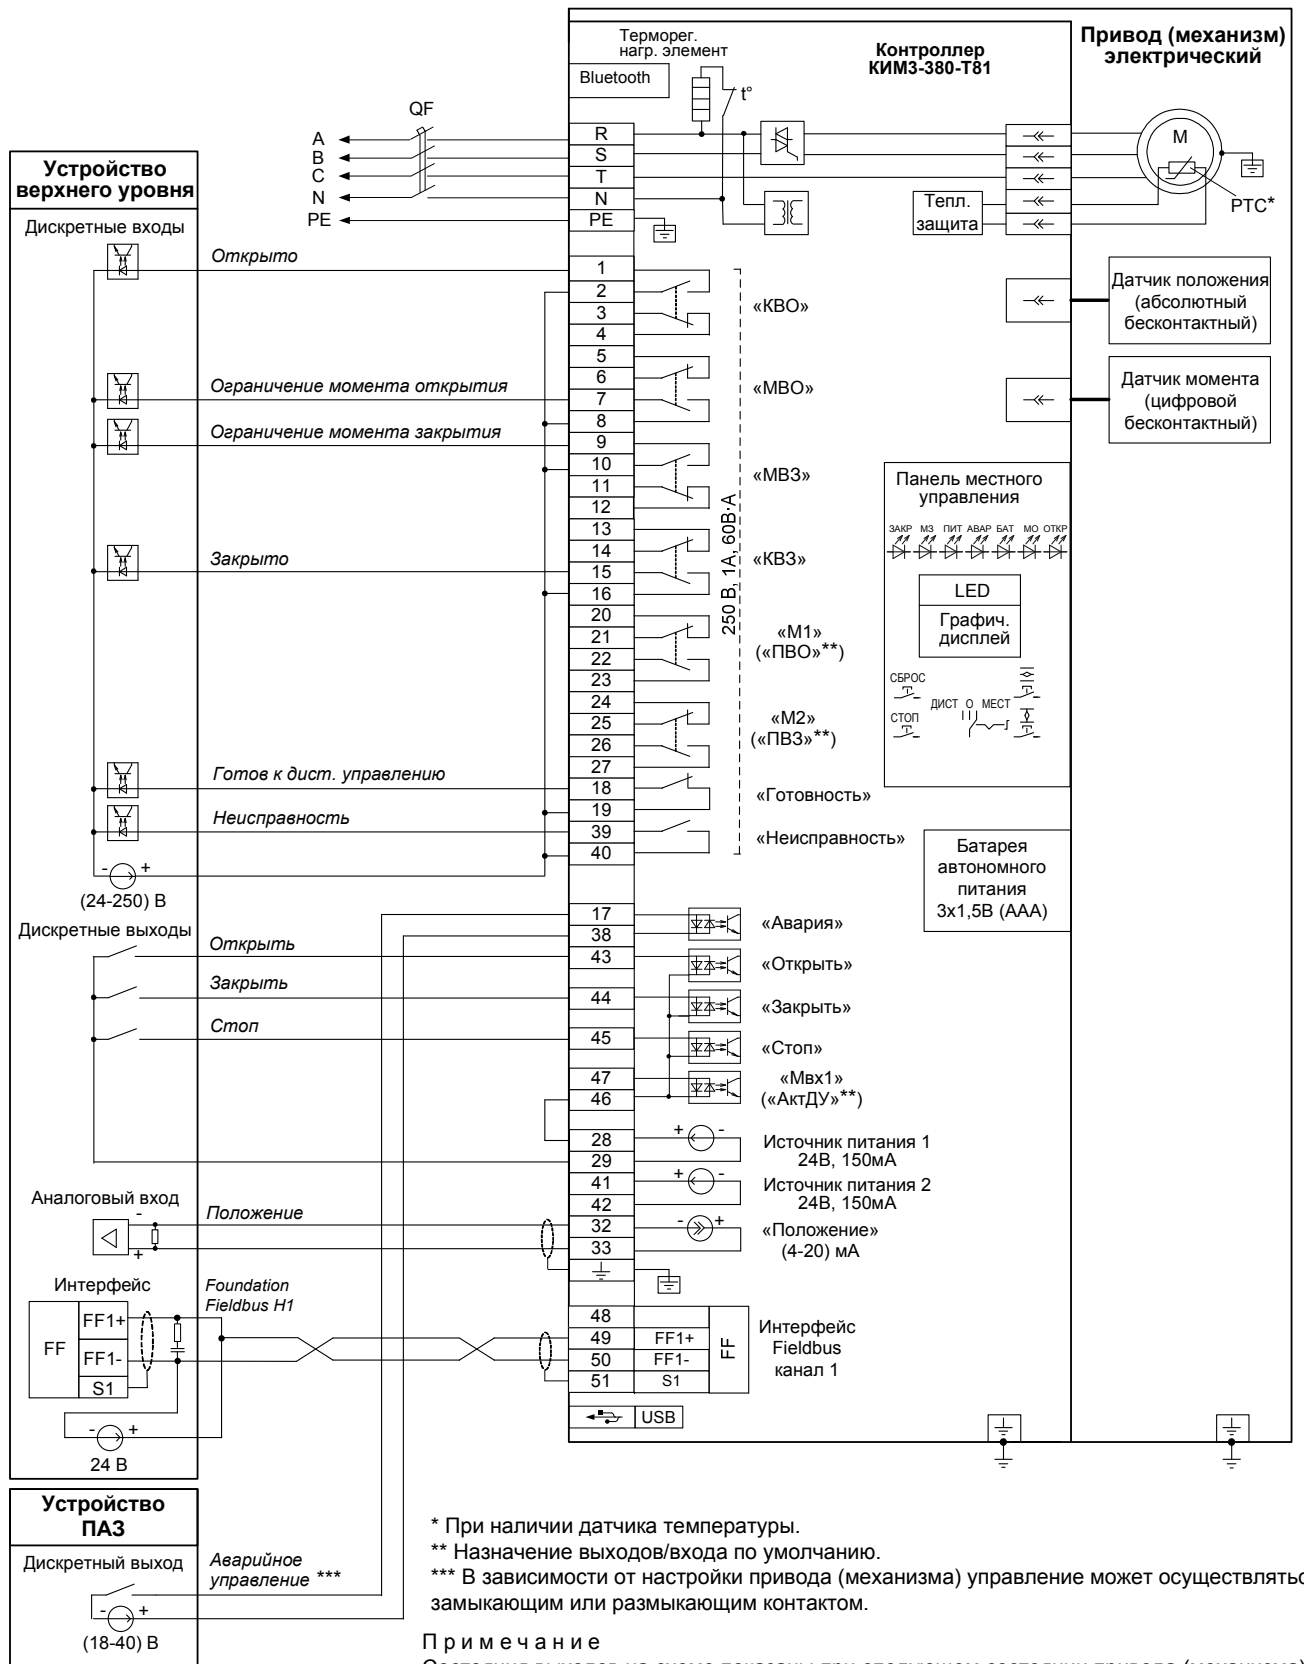 Привод (механизм)
электрический
Терморег.
нагр. элемент
Контроллер
КИМ3-380-Т81
Bluetooth
t°
QF
A
B
C
N
PE
R
S
T
N
PE
M
PTC*
Тепл.
защита
Устройство
верхнего уровня
Дискретные входы
Открыто
1
2
3
4
«КВО»
Датчик положения
(абсолютный
бесконтактный)
5
6
7
8
Ограничение момента открытия
«МВО»
Датчик момента
(цифровой
бесконтактный)
Ограничение момента закрытия
9
10
11
12
«МВЗ»
Панель местного
управления
ЗАКР МЗ ПИТ АВАР БАТ МО ОТКР
13
14
15
16
Закрыто
«КВЗ»
250 В, 1А, 60В·А
LED
Графич.
дисплей
20
21
22
23
«М1»
(«ПВО»**)
СБРОС
СТОП
ДИСТ О МЕСТ
24
25
26
27
«М2»
(«ПВЗ»**)
Готов к дист. управлению
18
19
«Готовность»
Неисправность
39
40
«Неисправность»
Батарея
автономного
питания
3х1,5В (ААА)
- +
(24-250) В
Дискретные выходы
17
38
«Авария»
Открыть
43
«Открыть»
Закрыть
44
«Закрыть»
Стоп
45
«Стоп»
47
46
«Мвх1»
(«АктДУ»**)
28
29
+ -
Источник питания 1
24В, 150мА
41
42
+ -
Источник питания 2
24В, 150мА
Аналоговый вход
-
+
Положение
32
33
- +
«Положение»
(4-20) мА
Интерфейс
Foundation
Fieldbus H1
FF
FF1+
FF1-
S1
48
49
50
51
FF1+
FF1-
S1
FF
Интерфейс
Fieldbus
канал 1
USB
- +
24 В
Устройство
ПАЗ
Дискретный выход
Аварийное
управление ***
- +
(18-40) В
* При наличии датчика температуры.
** Назначение выходов/входа по умолчанию.
*** В зависимости от настройки привода (механизма) управление может осуществлятьс
замыкающим или размыкающим контактом.
П р и м е ч а н и е